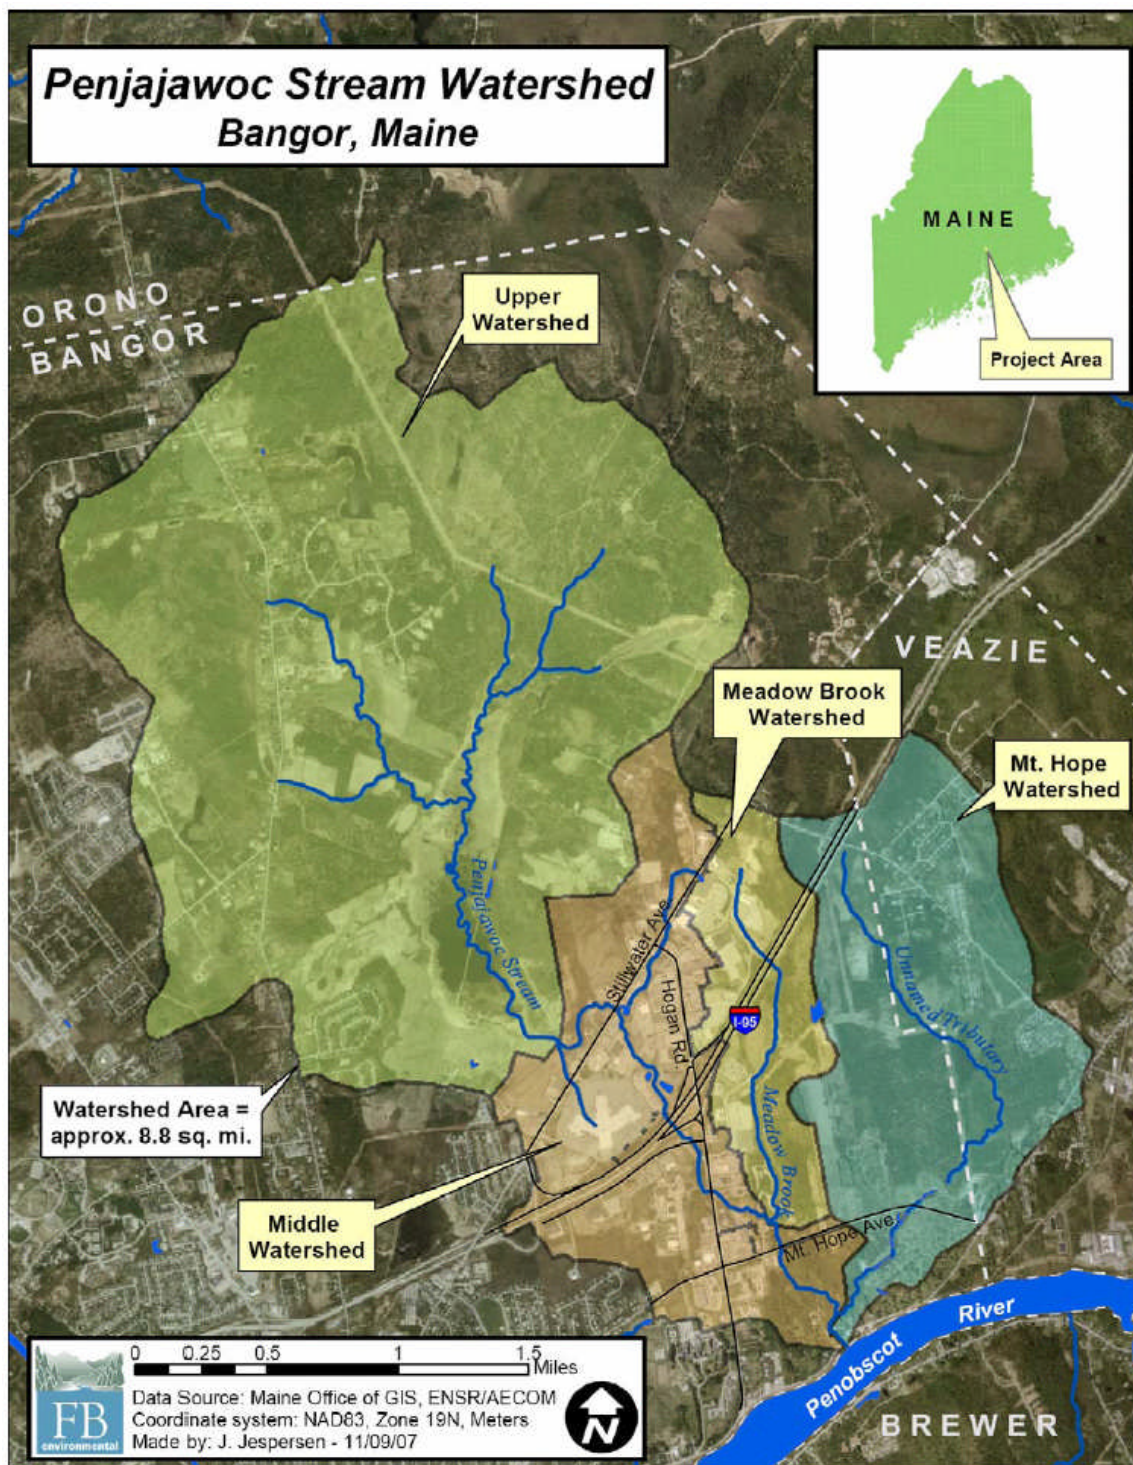 Penjajawoc Stream Watershed
Bangor, Maine
MAINE
Project Area
Upper
Watershed
ORONO
BANGOR
VEAZIE
Meadow Brook
Watershed
Mt. Hope
Watershed
Penjajawoc Stream
Stillwater Ave
Hogan Rd.
I-95
Unnamed Tributary
Meadow Brook
Watershed Area =
approx. 8.8 sq. mi.
Middle
Watershed
Mt. Hope Ave
Penobscot River
BREWER
0 0.25 0.5 1 1.5
Miles
Data Source: Maine Office of GIS, ENSR/AECOM
Coordinate system: NAD83, Zone 19N, Meters
Made by: J. Jespersen - 11/09/07
FB
environmental
N